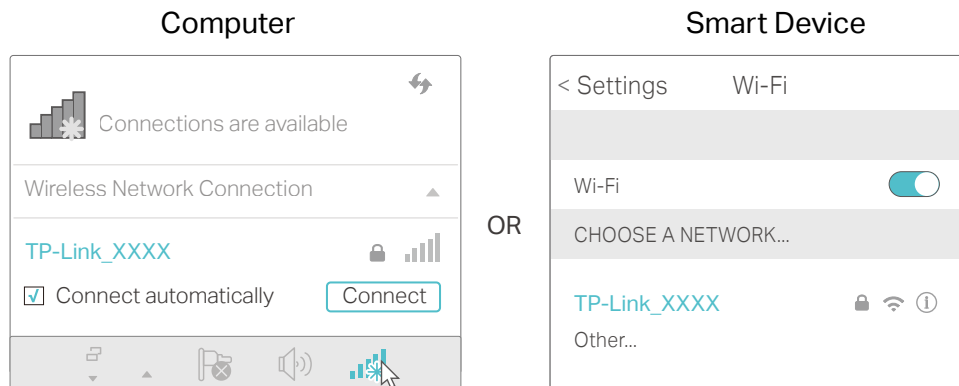 Computer
Connections are available
Wireless Network Connection
TP-Link_XXXX
Connect automatically
Connect
OR
Smart Device
< Settings Wi-Fi
Wi-Fi
CHOOSE A NETWORK...
TP-Link_XXXX
Other...